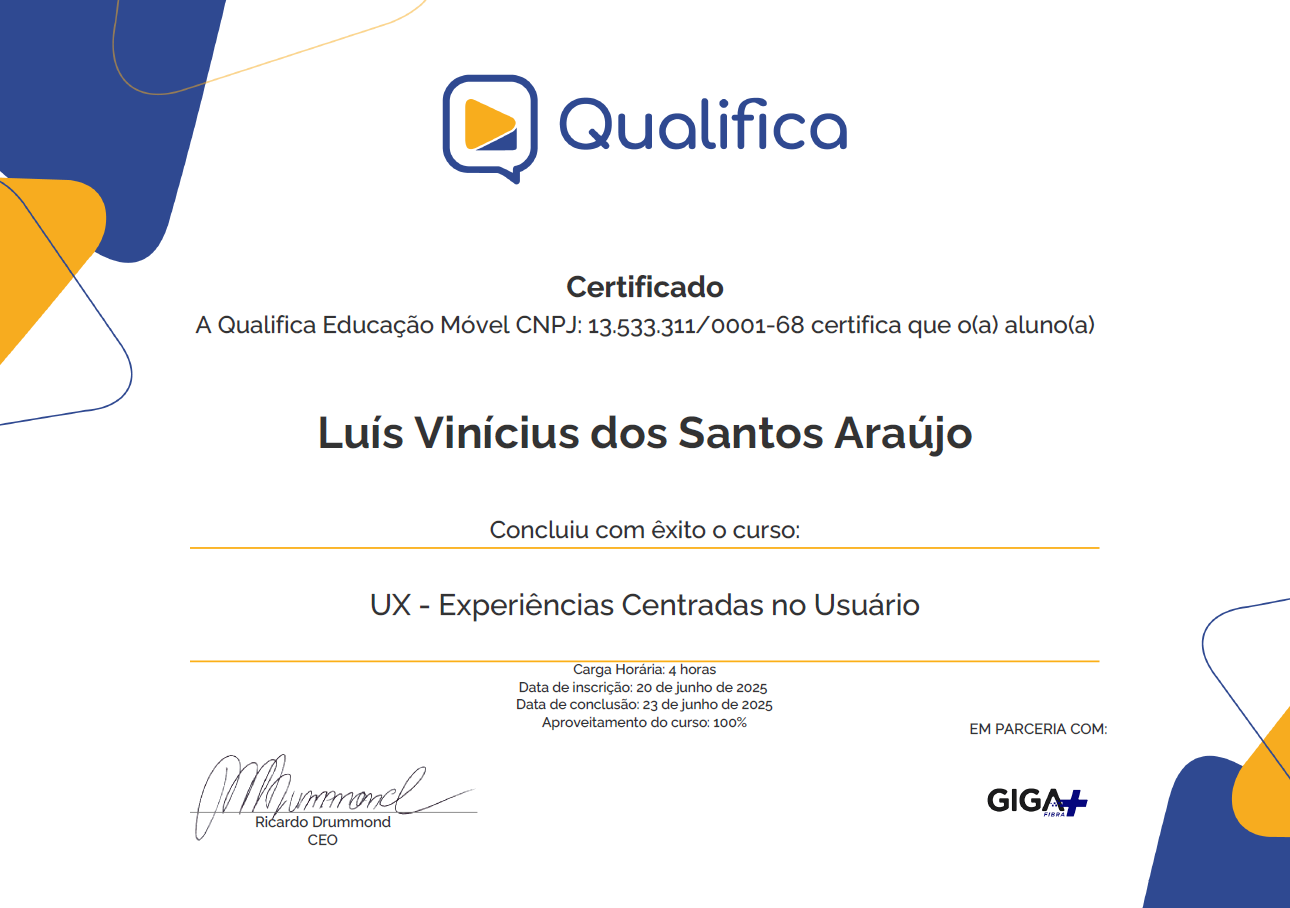 Qualifica
Certificado
A Qualifica Educação Móvel CNPJ: 13.533.311/0001-68 certifica que o(a) aluno(a)
Luís Vinícius dos Santos Araújo
Concluiu com êxito o curso:
UX - Experiências Centradas no Usuário
Carga Horária: 4 horas
Data de inscrição: 20 de junho de 2025
Data de conclusão: 23 de junho de 2025
Aproveitamento do curso: 100%
EM PARCERIA COM:
GIGA+
FIBRA
Drummond
Ricardo Drummond
CEO